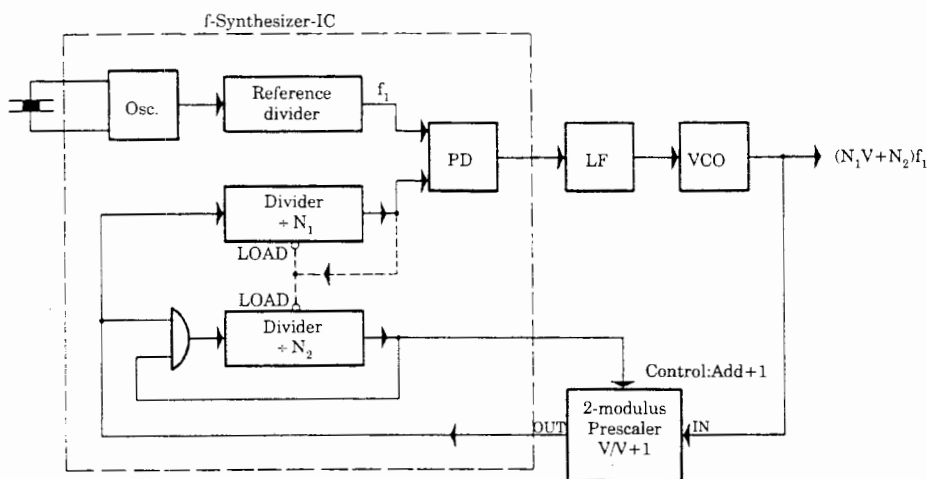 f-Synthesizer-IC
Osc.
Reference
divider
f₁
PD
LF
VCO
(N₁V+N₂)f₁
Divider
÷ N₁
LOAD
LOAD
Divider
÷ N₂
Control:Add+1
2-modulus
Prescaler
V/V+1
OUT
IN